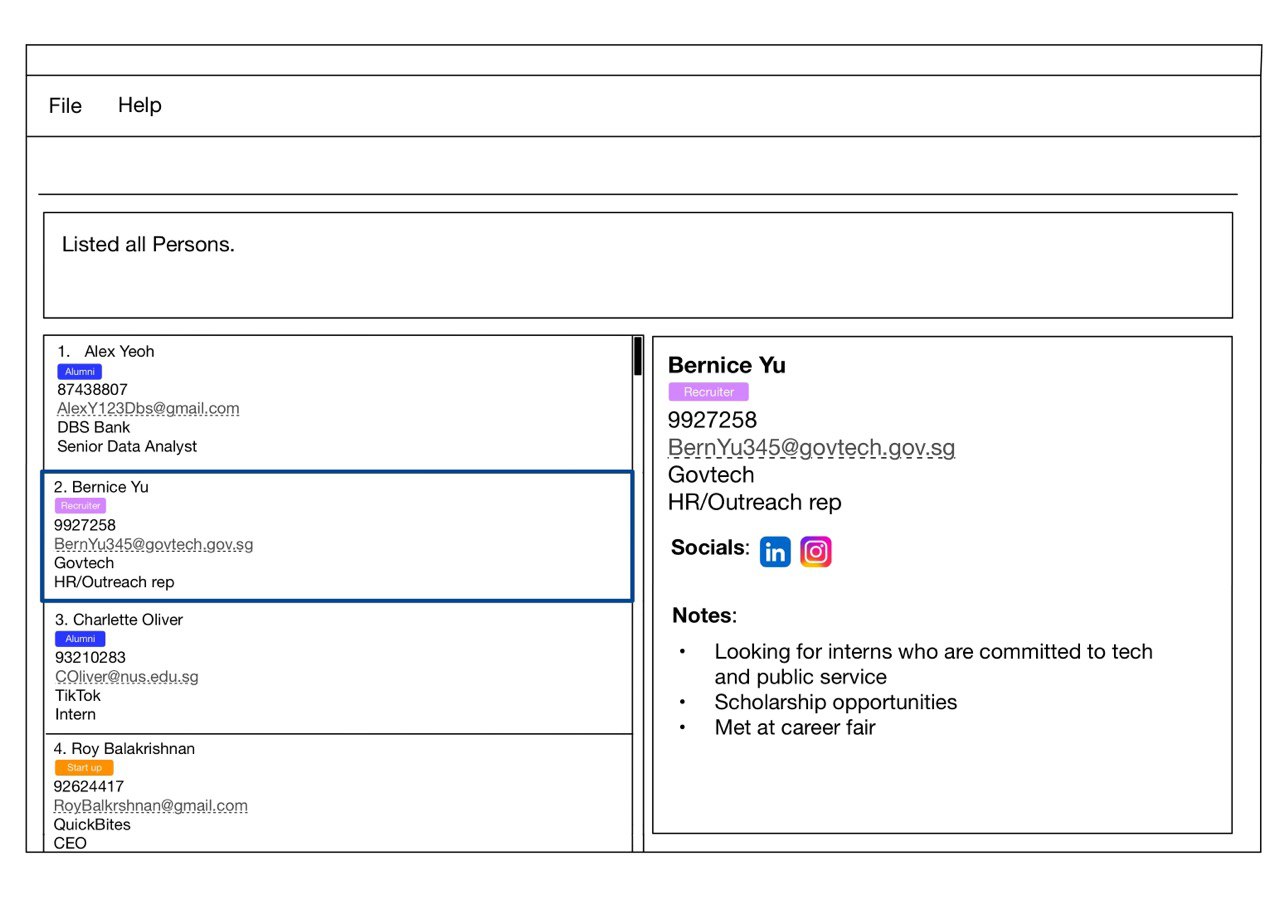 File Help
Listed all Persons.
1. Alex Yeoh
Alumni
87438807
AlexY123Dbs@gmail.com
DBS Bank
Senior Data Analyst
2. Bernice Yu
Recruiter
9927258
BernYu345@govtech.gov.sg
Govtech
HR/Outreach rep
3. Charlette Oliver
Alumni
93210283
COliver@nus.edu.sg
TikTok
Intern
4. Roy Balakrishnan
Start up
92624417
RoyBalkrshnan@gmail.com
QuickBites
CEO
Bernice Yu
Recruiter
9927258
BernYu345@govtech.gov.sg
Govtech
HR/Outreach rep
Socials: in
Notes:
• Looking for interns who are committed to tech
and public service
• Scholarship opportunities
• Met at career fair